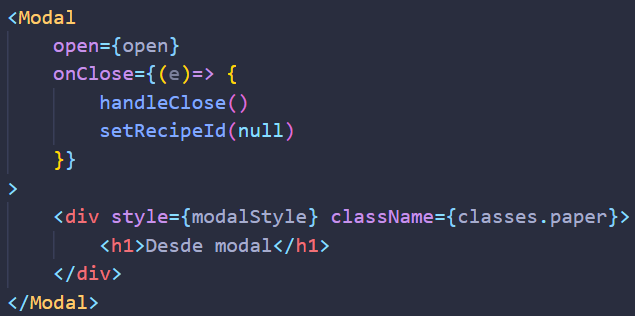 <Modal
    open={open}
    onClose={(e)=> {
        handleClose()
        setRecipeId(null)
    }}
>
    <div style={modalStyle} className={classes.paper}>
        <h1>Desde modal</h1>
    </div>
</Modal>